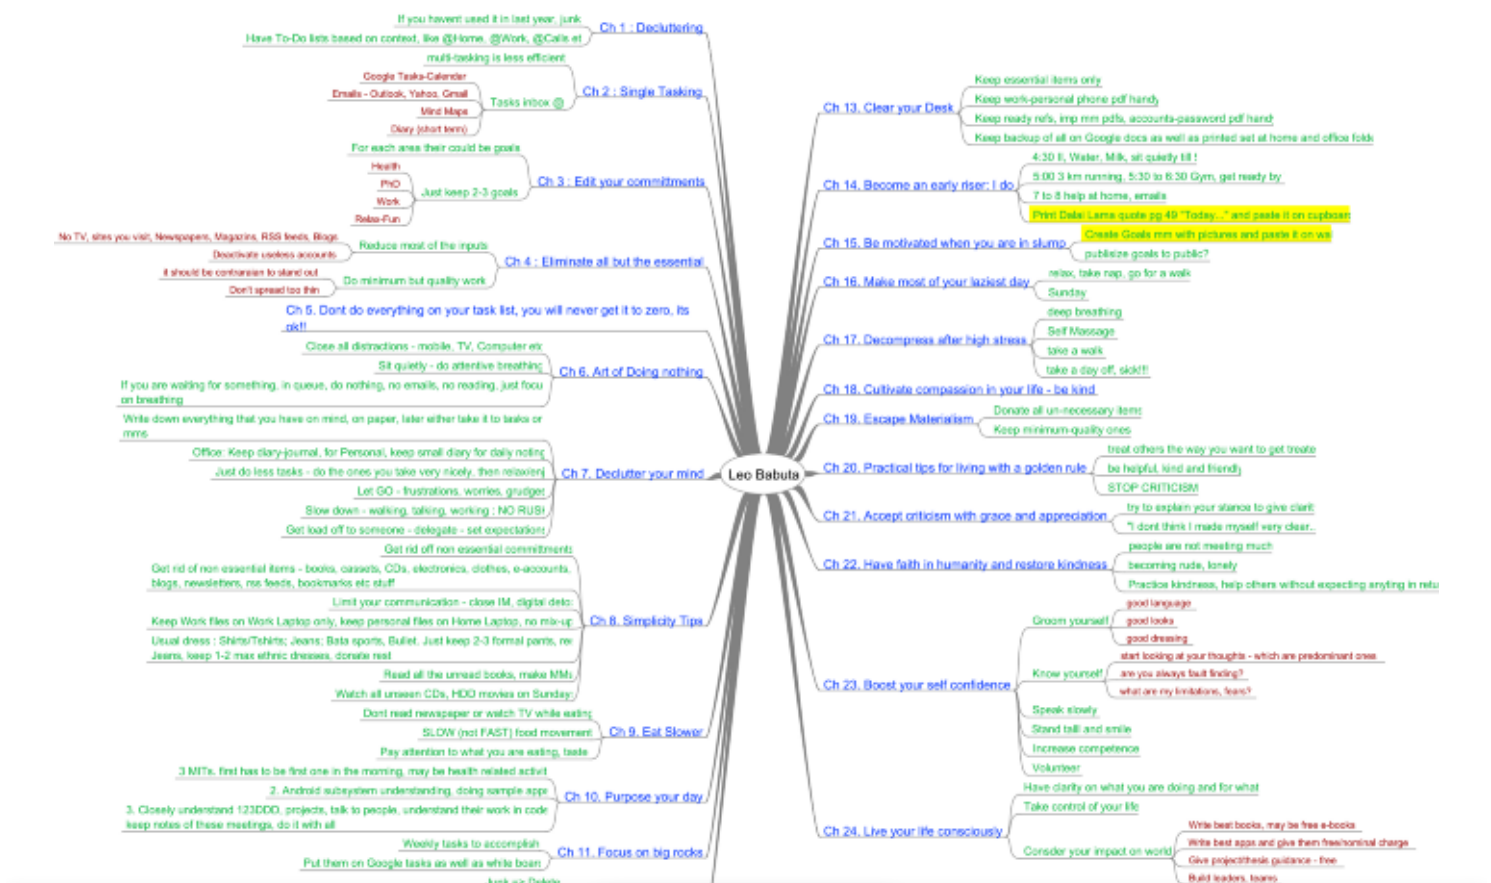 If you havent used it in last year, junk
Have To-Do lists based on context, like @Home, @Work, @Calls et
Ch 1 : Decluttering
multi-tasking is less efficient
Google Tasks-Calendar
Emails - Outlook, Yahoo, Gmail
Mind Maps
Diary (short term)
Tasks inbox @
Ch 2 : Single Tasking
For each area their could be goals
Health
PhD
Work
Relax-Fun
Just keep 2-3 goals
Ch 3 : Edit your committments
No TV, sites you visit, Newspapers, Magazins, RSS feeds, Blogs
Deactivate useless accounts
Reduce most of the inputs
it should be contraraian to stand out
Don't spread too thin
Do minimum but quality work
Ch 4 : Eliminate all but the essential
Ch 5. Dont do everything on your task list, you will never get it to zero, its
ok!!
Close all distractions - mobile, TV, Computer etc
Sit quietly - do attentive breathing
If you are waiting for something, in queue, do nothing, no emails, no reading, just focu
on breathing
Ch 6. Art of Doing nothing
Write down everything that you have on mind, on paper, later either take it to tasks or
mms
Office: Keep diary-journal, for Personal, keep small diary for daily noting
Just do less tasks - do the ones you take very nicely, then relax/enj
Let GO - frustrations, worries, grudges
Slow down - walking, talking, working : NO RUSH
Get load off to someone - delegate - set expectations
Ch 7. Declutter your mind
Get rid off non essential committments
Get rid of non essential items - books, cassets, CDs, electronics, clothes, e-accounts,
blogs, newsletters, rss feeds, bookmarks etc stuff
Limit your communication - close IM, digital detox
Keep Work files on Work Laptop only, keep personal files on Home Laptop, no mix-up
Usual dress : Shirts/Tshirts; Jeans; Bata sports, Bullet. Just keep 2-3 formal pants, res
Jeans, keep 1-2 max ethnic dresses, donate rest
Read all the unread books, make MMs
Watch all unseen CDs, HDD movies on Sunday
Ch 8. Simplicity Tips
Dont read newspaper or watch TV while eating
SLOW (not FAST] food movement
Pay attention to what you are eating, taste
Ch 9. Eat Slower
3 MITs. first has to be first one in the morning, may be health related activit
2. Android subsystem understanding, doing sample apps
3. Closely understand 123DDD, projects, talk to people, understand their work in code
keep notes of these meetings, do it with all
Ch 10. Purpose your day
Weekly tasks to accomplish
Put them on Google tasks as well as white board
Ch 11. Focus on big rocks
Leo Babuta
Ch 13. Clear your Desk
Keep essential items only
Keep work-personal phone pdf handy
Keep ready refs, imp mm pdfs, accounts-password pdf hand
Keep backup of all on Google docs as well as printed set at home and office folde
Ch 14. Become an early riser: I do
4:30 II, Water, Milk, sit quietly till 5
5:00 3 km running, 5:30 to 6:30 Gym, get ready by
7 to 8 help at home, emails
Print Dalai Lama quote pg 49 "Today..." and paste it on cupboard
Ch 15. Be motivated when you are in slump
Create Goals mm with pictures and paste it on wa
publisize goals to public?
Ch 16. Make most of your laziest day
relax, take nap, go for a walk
Sunday
Ch 17. Decompress after high stress
deep breathing
Self Massage
take a walk
take a day off, sick!!!
Ch 18. Cultivate compassion in your life - be kind
Ch 19. Escape Materialism
Donate all un-necessary items
Keep minimum-quality ones
Ch 20. Practical tips for living with a golden rule
treat others the way you want to get treate
be helpful, kind and friendly
STOP CRITICISM
Ch 21. Accept criticism with grace and appreciation
try to explain your stance to give clarit
"I dont think I made myself very clear..
Ch 22. Have faith in humanity and restore kindness
people are not meeting much
becoming rude, lonely
Practice kindness, help others without expecting anyting in retu
Ch 23. Boost your self confidence
Groom yourself
good language
good looks
good dressing
Know yourself
start looking at your thoughts - which are predominant ones
are you always fault finding?
what are my limitations, fears?
Speak slowly
Stand talll and smile
Increase competence
Volunteer
Ch 24. Live your life consciously
Have clarity on what you are doing and for what
Take control of your life
Consder your impact on world
Write best books, may be free e-books
Write best apps and give them free/nominal charge
Give project/thesis guidance - free
Build leaders, teams